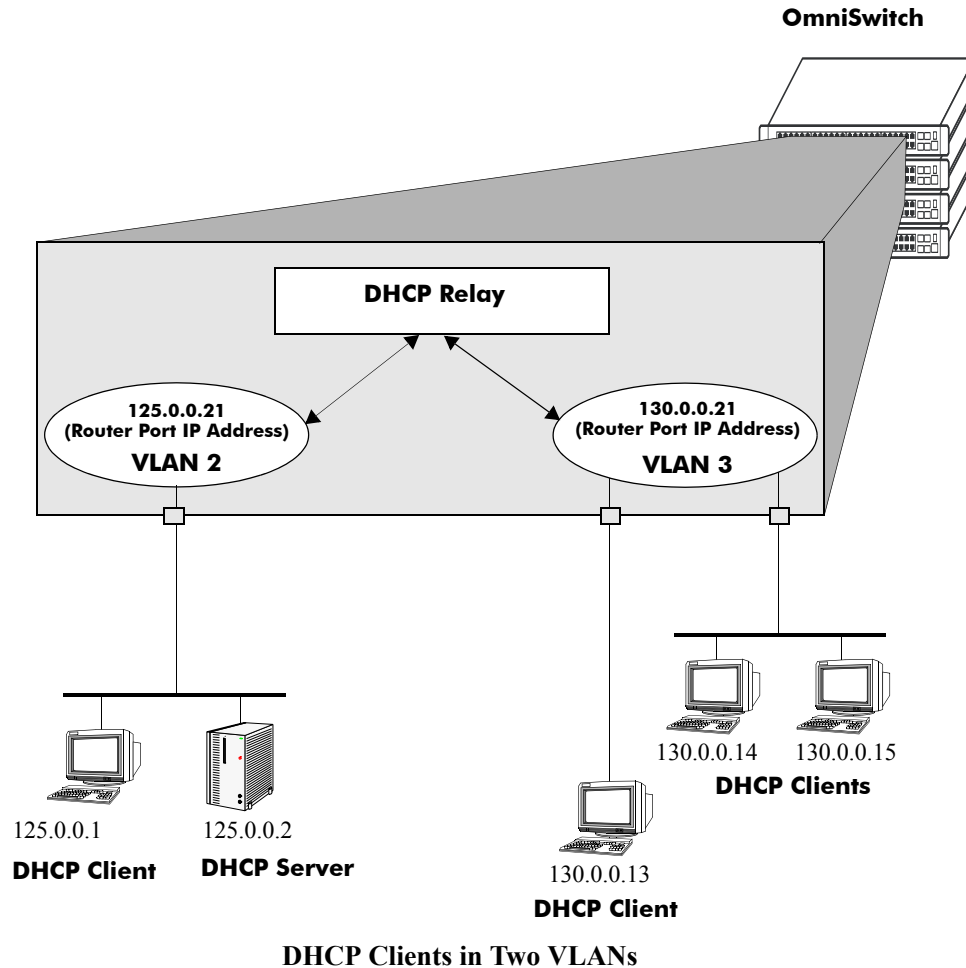 OmniSwitch
DHCP Relay
125.0.0.21
(Router Port IP Address)
VLAN 2
130.0.0.21
(Router Port IP Address)
VLAN 3
125.0.0.1
DHCP Client
125.0.0.2
DHCP Server
130.0.0.13
DHCP Client
130.0.0.14
130.0.0.15
DHCP Clients
DHCP Clients in Two VLANs